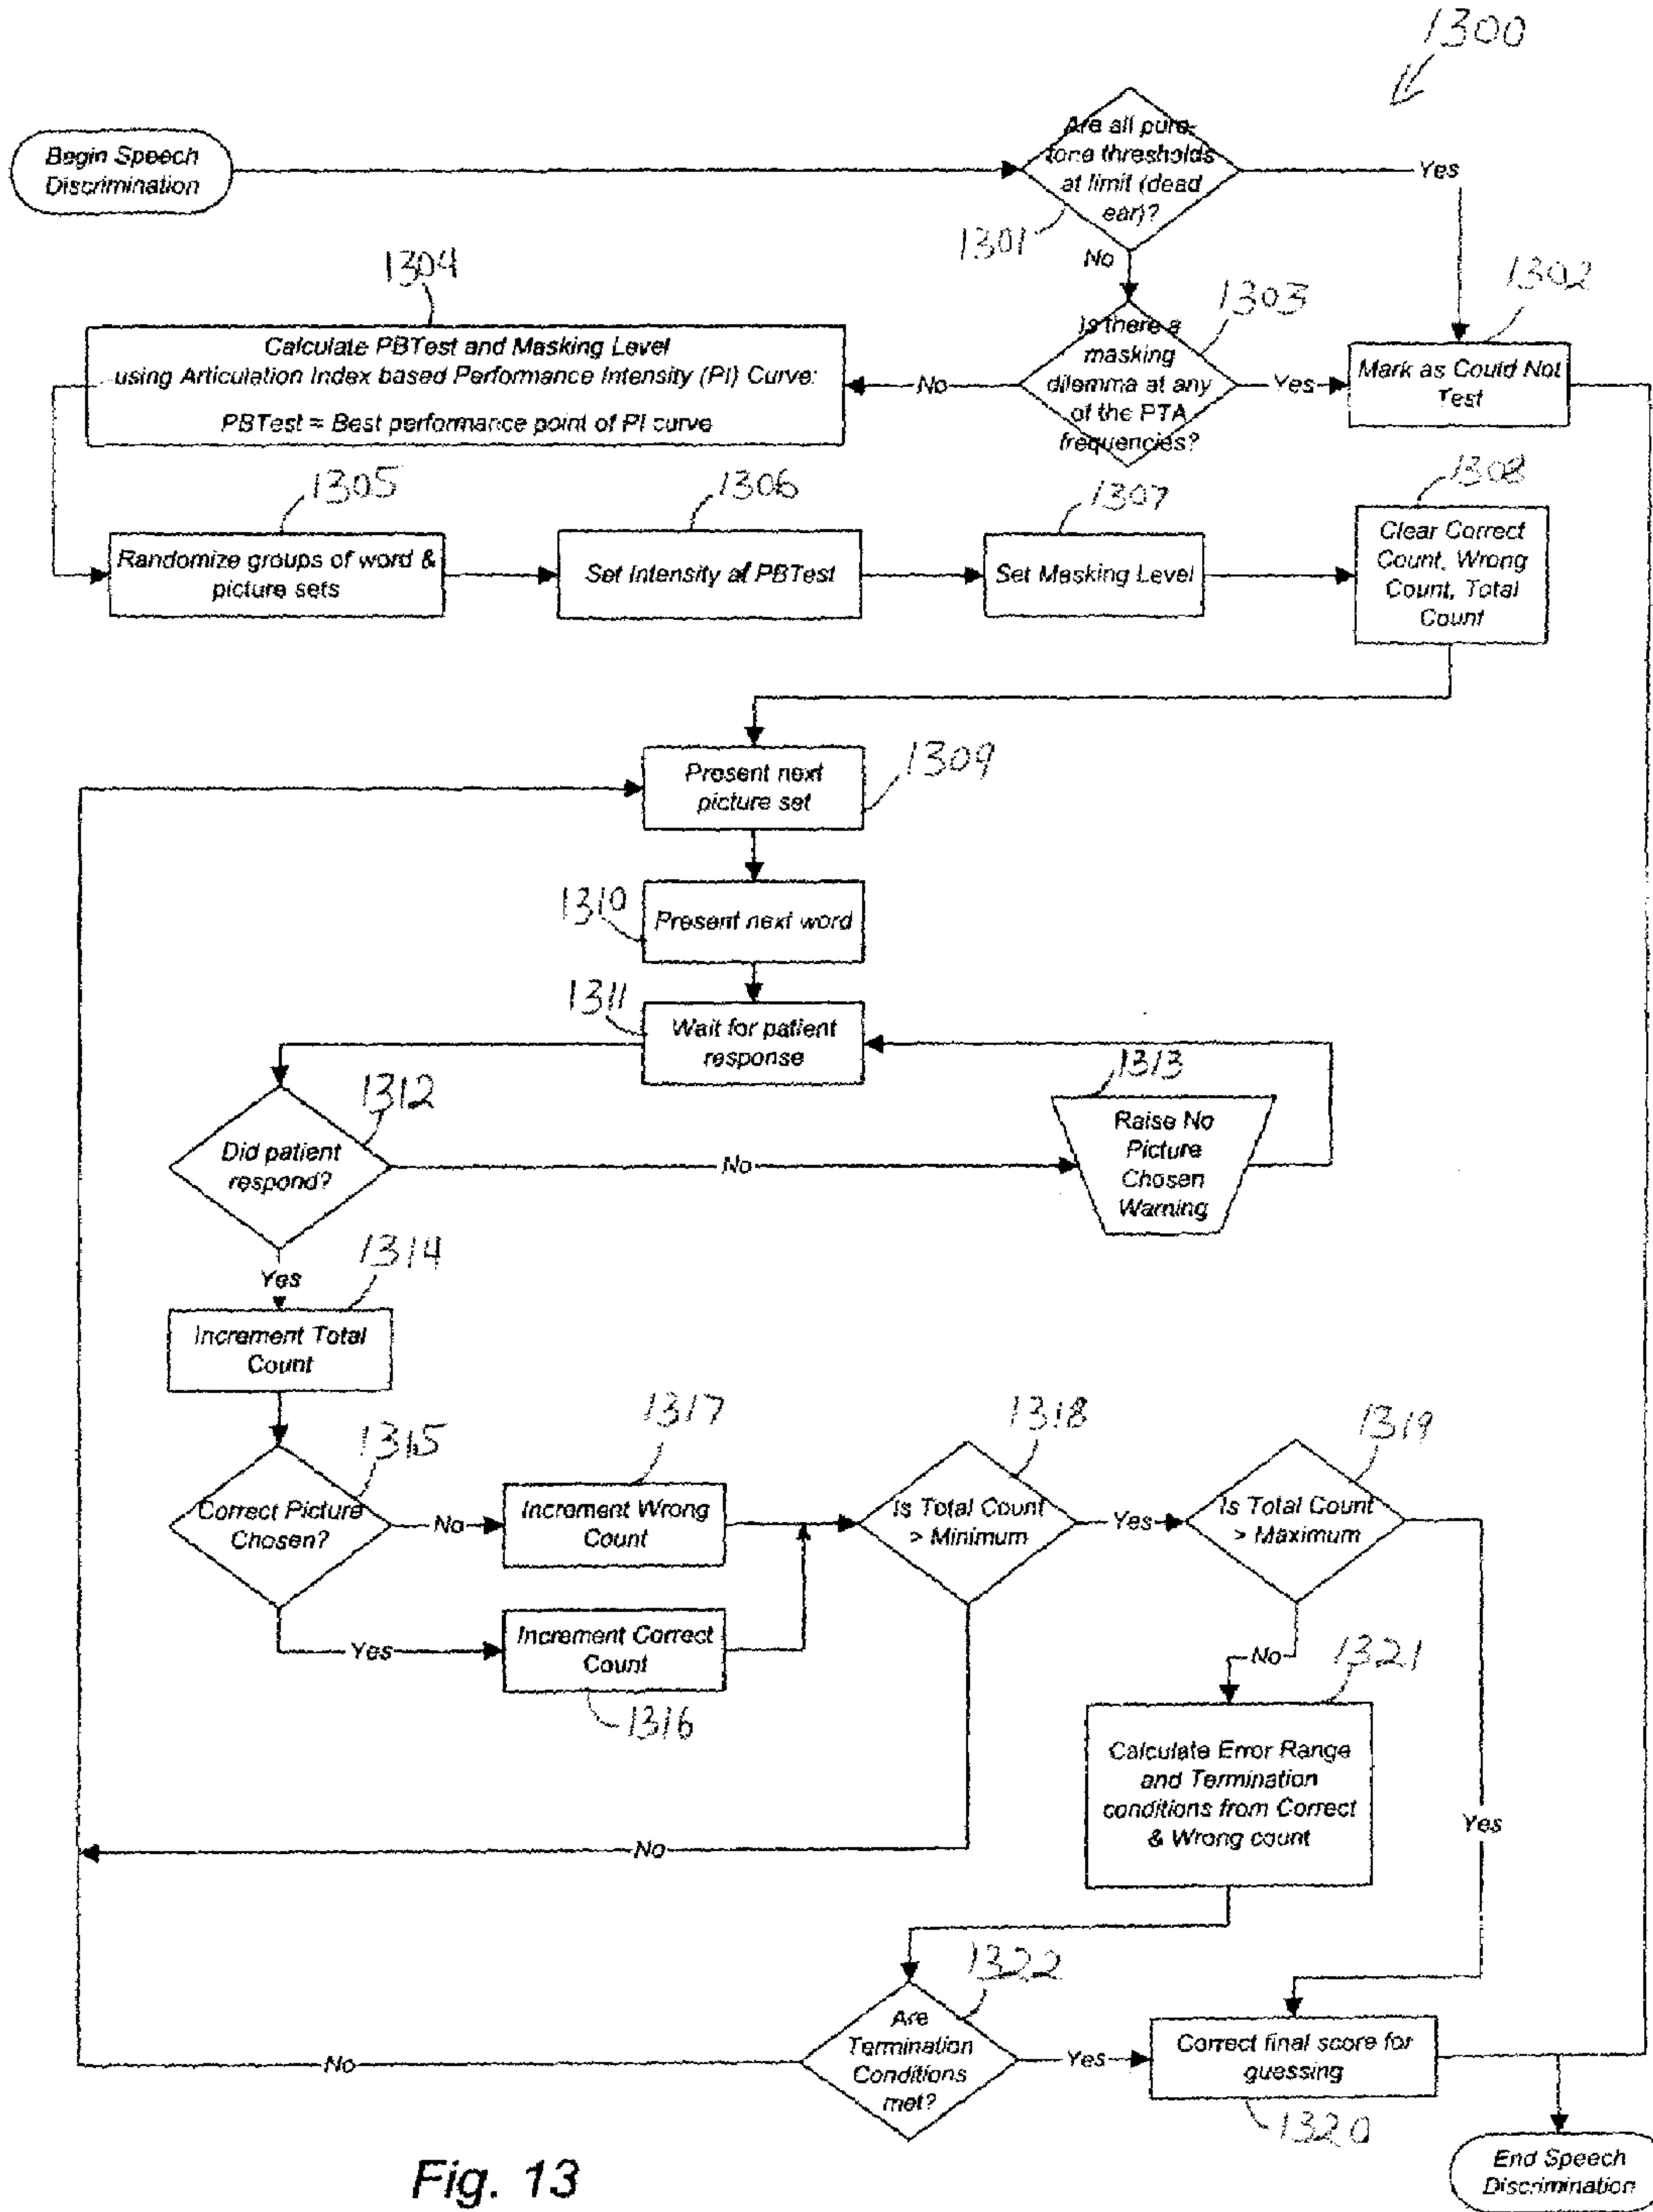 1300
Begin Speech
Discrimination
Are all pure-
tone thresholds
at limit (dead
ear)?
Yes
1301
No
1304
1303
1302
Calculate PBTest and Masking Level
using Articulation Index based Performance Intensity (PI) Curve:
PBTest = Best performance point of PI curve
No
Is there a
masking
dilemma at any
of the PTA
frequencies?
Yes
Mark as Could Not
Test
1305
1306
1307
1308
Randomize groups of word &
picture sets
Set Intensity at PBTest
Set Masking Level
Clear Correct
Count, Wrong
Count, Total
Count
Present next
picture set
1309
1310
Present next word
1311
Wait for patient
response
1312
1313
Did patient
respond?
No
Raise No
Picture
Chosen
Warning
Yes
1314
Increment Total
Count
1315
1317
1318
1319
Correct Picture
Chosen?
No
Increment Wrong
Count
Is Total Count
> Minimum
Yes
Is Total Count
> Maximum
Yes
Increment Correct
Count
1316
No
1321
Calculate Error Range
and Termination
conditions from Correct
& Wrong count
Yes
No
1322
Are
Termination
Conditions
met?
No
Yes
Correct final score for
guessing
1320
End Speech
Discrimination
Fig. 13